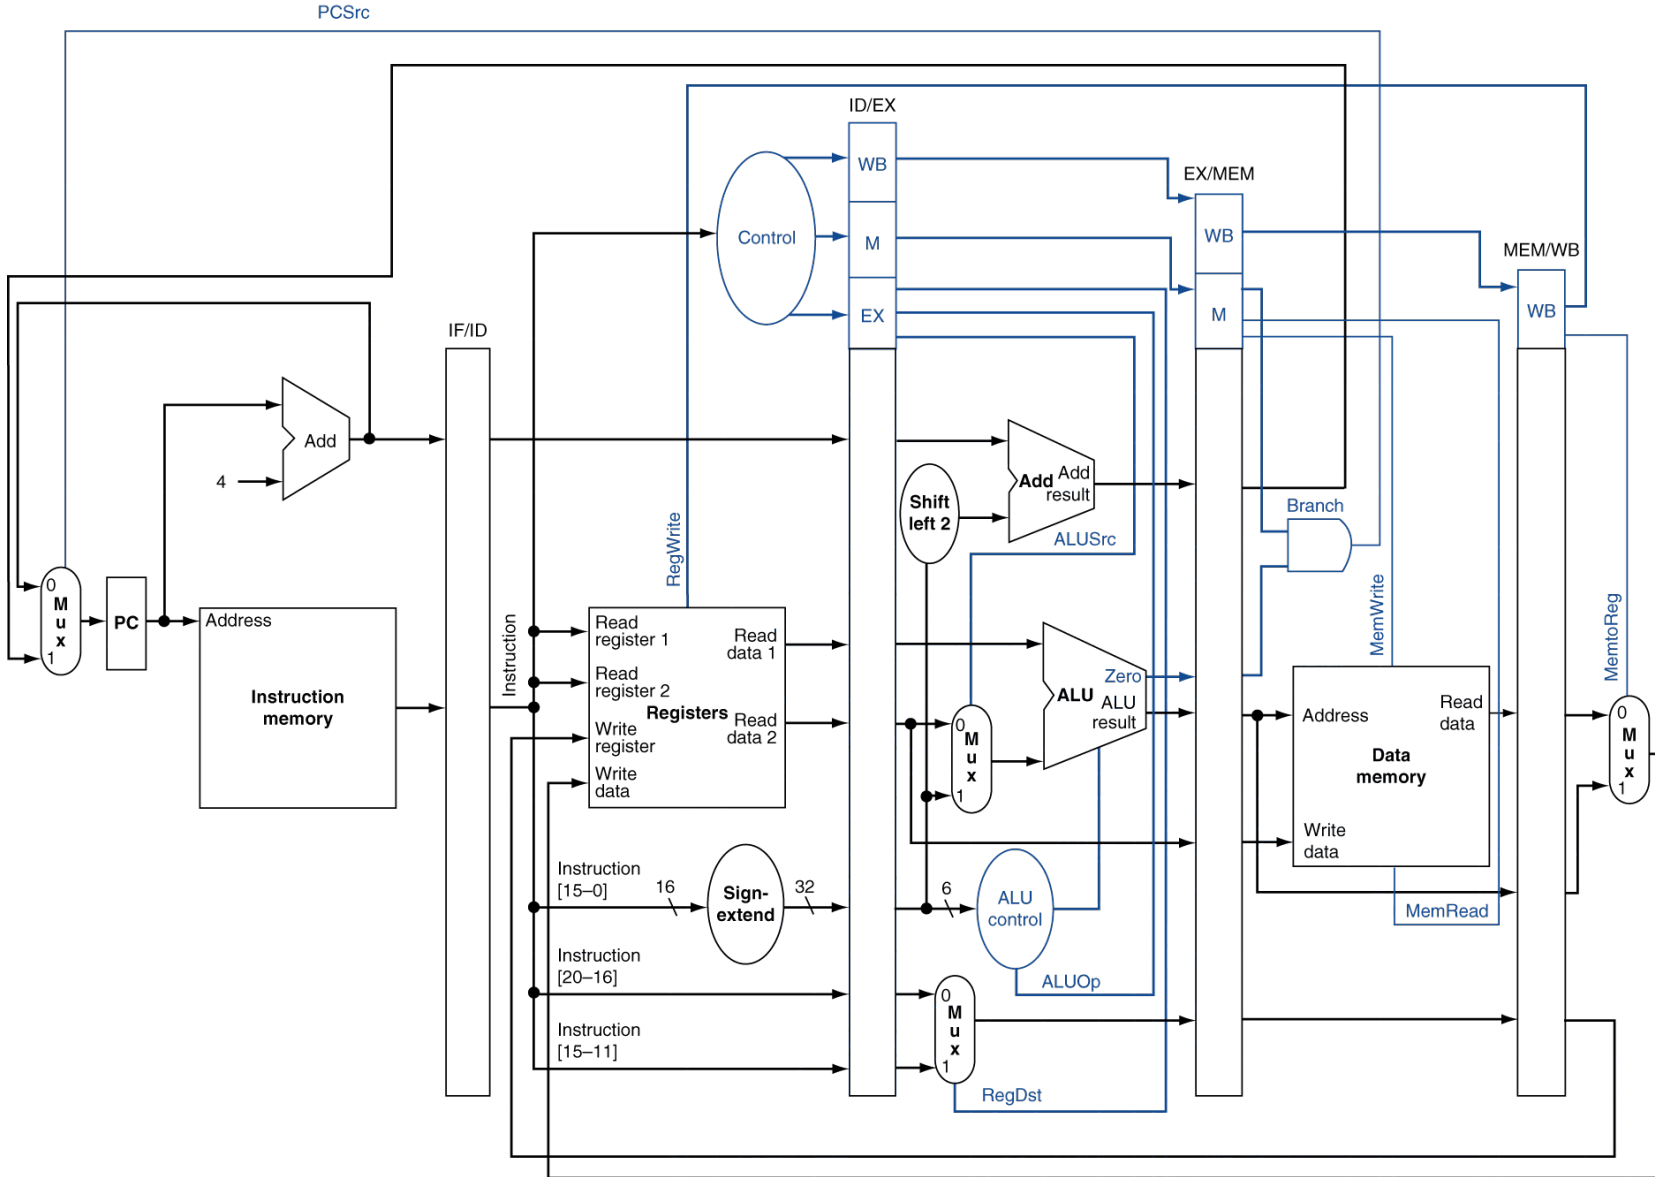 PCSrc
ID/EX
WB
EX/MEM
Control
M
WB
MEM/WB
EX
M
WB
IF/ID
Add
4
Add
Add
result
Shift
left 2
Branch
ALUSrc
RegWrite
MemWrite
MemtoReg
0
M
u
x
1
PC
Address
Instruction
memory
Instruction
Read
register 1
Read
register 2
Write
register
Write
data
Registers
Read
data 1
Read
data 2
0
M
u
x
1
Zero
ALU
ALU
result
Address
Read
data
Data
memory
Write
data
0
M
u
x
1
Instruction
[15–0]
16
Sign-
extend
32
6
ALU
control
MemRead
Instruction
[20–16]
ALUOp
0
M
u
x
1
Instruction
[15–11]
RegDst